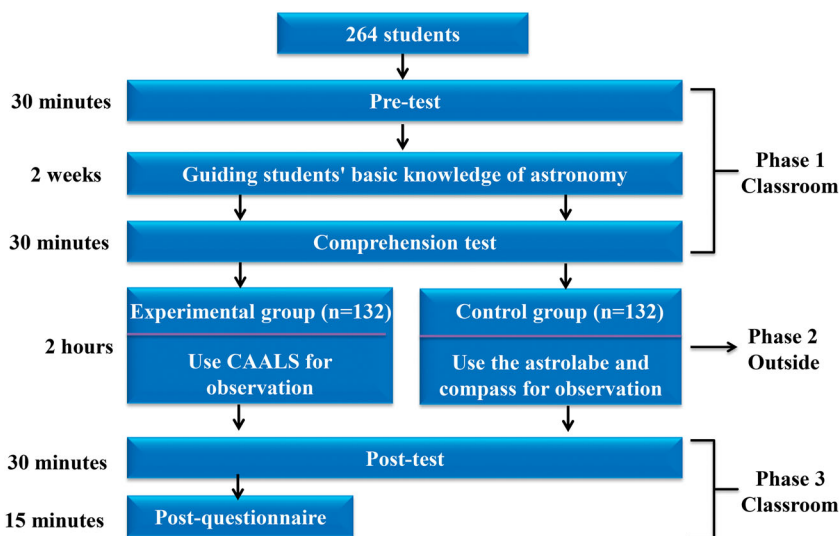 264 students
30 minutes
Pre-test
2 weeks
Guiding students' basic knowledge of astronomy
Phase 1
Classroom
30 minutes
Comprehension test
Experimental group (n=132)
Control group (n=132)
2 hours
Use CAALS for
observation
Use the astrolabe and
compass for observation
Phase 2
Outside
30 minutes
Post-test
Phase 3
Classroom
15 minutes
Post-questionnaire